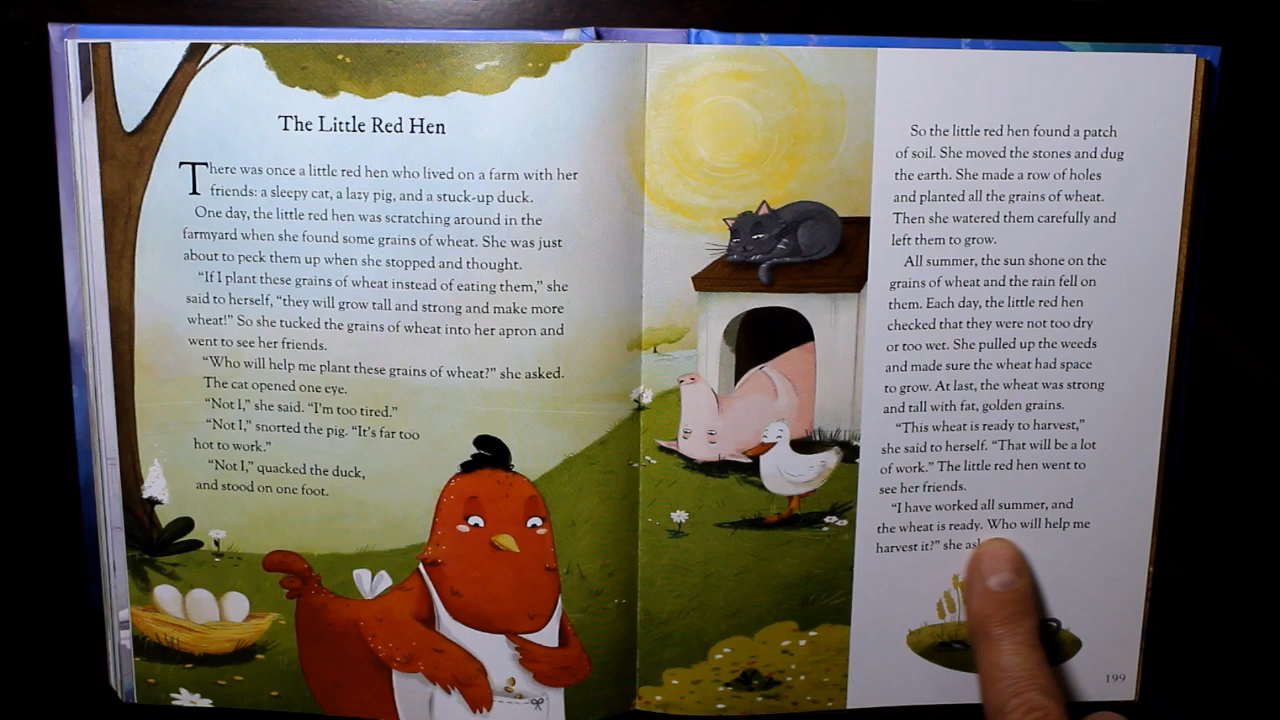 The Little Red Hen
There was once a little red hen who lived on a farm with her
friends: a sleepy cat, a lazy pig, and a stuck-up duck.
One day, the little red hen was scratching around in the
farmyard when she found some grains of wheat. She was just
about to peck them up when she stopped and thought.
“If I plant these grains of wheat instead of eating them,” she
said to herself, “they will grow tall and strong and make more
wheat!” So she tucked the grains of wheat into her apron and
went to see her friends.
“Who will help me plant these grains of wheat?” she asked.
The cat opened one eye.
“Not I,” she said. “I’m too tired.”
“Not I,” snorted the pig. “It’s far too
hot to work.”
“Not I,” quacked the duck,
and stood on one foot.
So the little red hen found a patch
of soil. She moved the stones and dug
the earth. She made a row of holes
and planted all the grains of wheat.
Then she watered them carefully and
left them to grow.
All summer, the sun shone on the
grains of wheat and the rain fell on
them. Each day, the little red hen
checked that they were not too dry
or too wet. She pulled up the weeds
and made sure the wheat had space
to grow. At last, the wheat was strong
and tall with fat, golden grains.
“This wheat is ready to harvest,”
she said to herself. “That will be a lot
of work.” The little red hen went to
see her friends.
“I have worked all summer, and
the wheat is ready. Who will help me
harvest it?” she
199